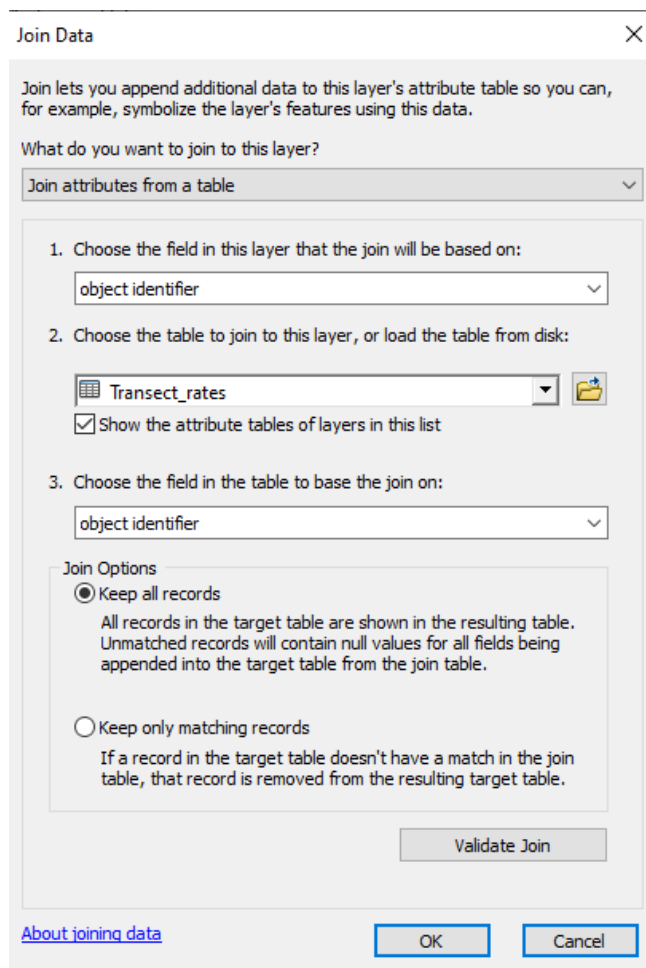 Join Data
Join lets you append additional data to this layer's attribute table so you can,
for example, symbolize the layer's features using this data.
What do you want to join to this layer?
Join attributes from a table
1. Choose the field in this layer that the join will be based on:
object identifier
2. Choose the table to join to this layer, or load the table from disk:
Transect_rates
Show the attribute tables of layers in this list
3. Choose the field in the table to base the join on:
object identifier
Join Options
Keep all records
All records in the target table are shown in the resulting table.
Unmatched records will contain null values for all fields being
appended into the target table from the join table.
Keep only matching records
If a record in the target table doesn't have a match in the join
table, that record is removed from the resulting target table.
Validate Join
About joining data
OK
Cancel